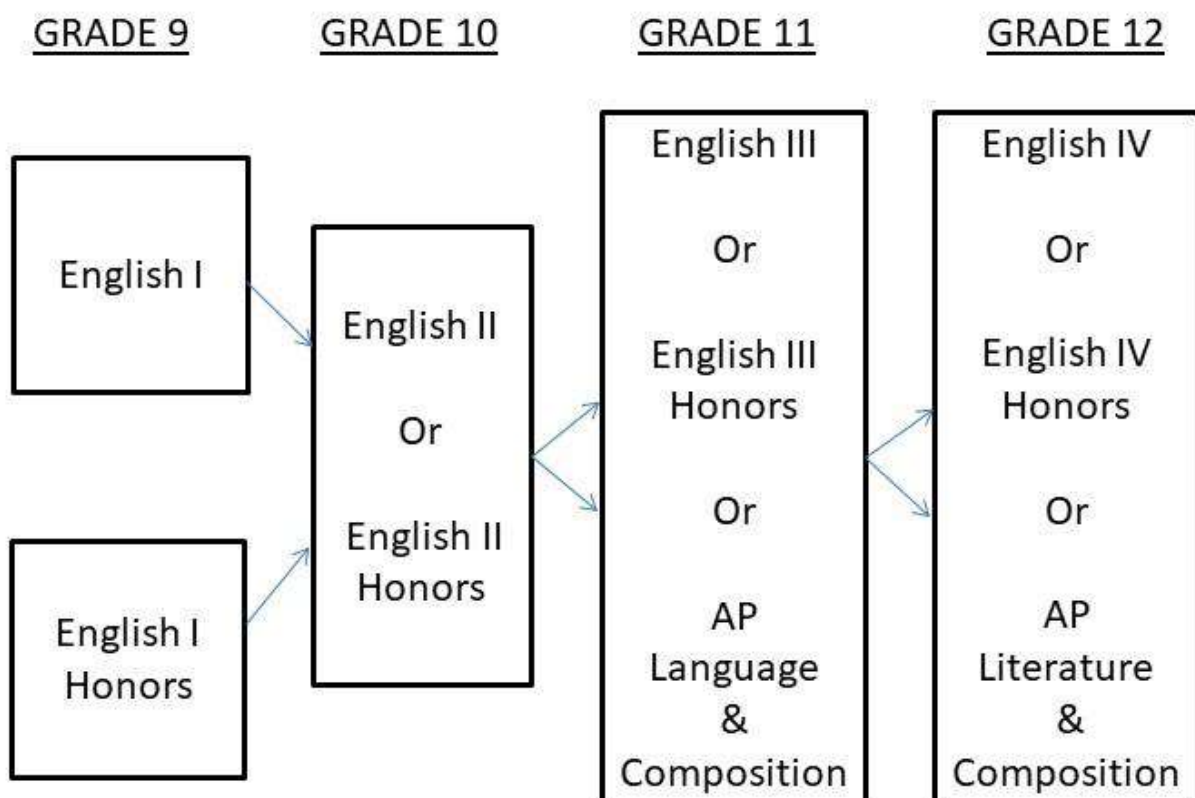 GRADE 9
GRADE 10
GRADE 11
GRADE 12
English I
English I
Honors
English II
Or
English II
Honors
English III
Or
English III
Honors
Or
AP
Language
&
Composition
English IV
Or
English IV
Honors
Or
AP
Literature
&
Composition